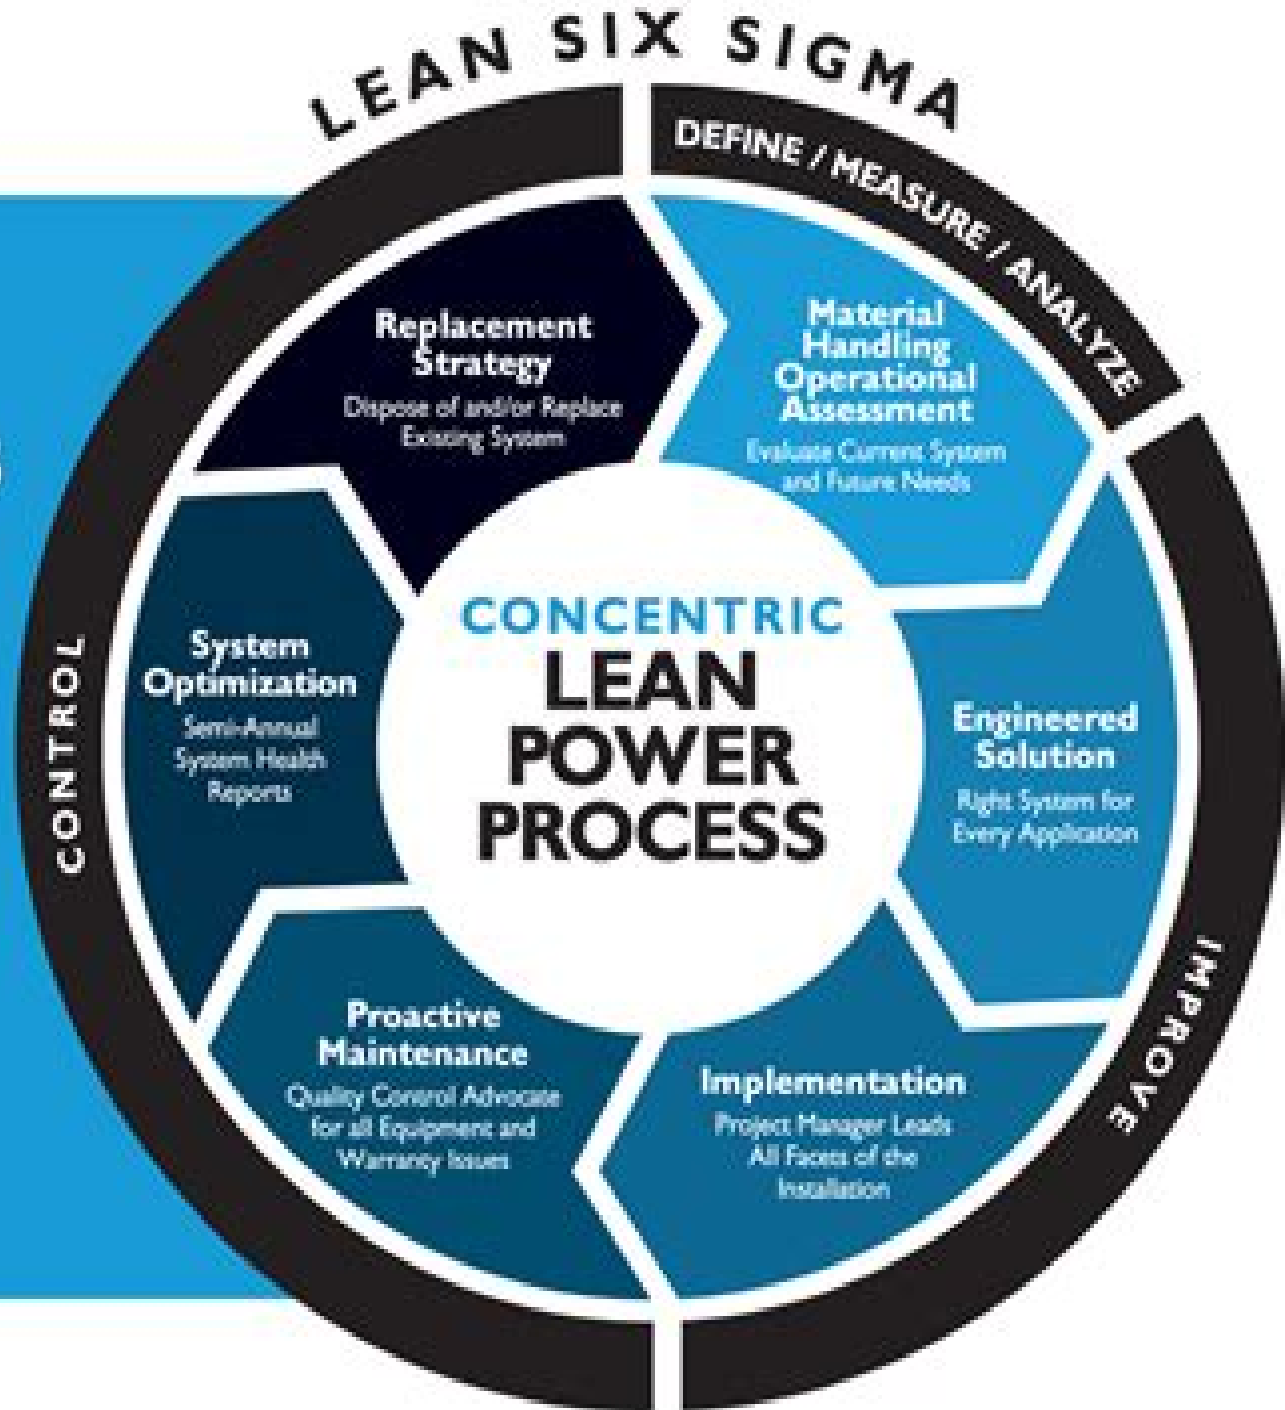 LEAN SIX SIGMA
DEFINE / MEASURE / ANALYZE
Material
Handling
Operational
Assessment
Evaluate Current System
and Future Needs
Engineered
Solution
Right System for
Every Application
IMPROVE
Implementation
Project Manager Leads
All Facets of the
Installation
Proactive
Maintenance
Quality Control Advocate
for all Equipment and
Warranty Issues
CONTROL
System
Optimization
Semi-Annual
System Health
Reports
Replacement
Strategy
Dispose of and/or Replace
Existing System
CONCENTRIC
LEAN
POWER
PROCESS